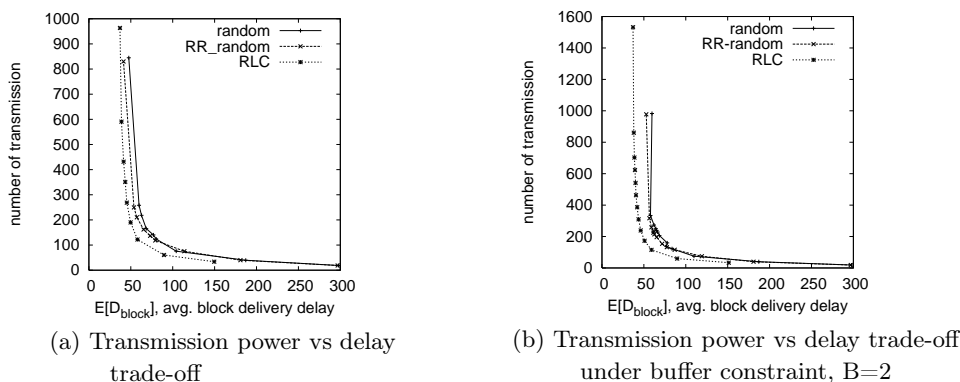 1000
900
800
700
600
500
400
300
200
100
0
0 50 100 150 200 250 300
number of transmission
E[D_block], avg. block delivery delay
random
RR_random
RLC
(a) Transmission power vs delay
trade-off
1600
1400
1200
1000
800
600
400
200
0
0 50 100 150 200 250 300
number of transmission
E[D_block], avg. block delivery delay
random
RR-random
RLC
(b) Transmission power vs delay trade-off
under buffer constraint, B=2